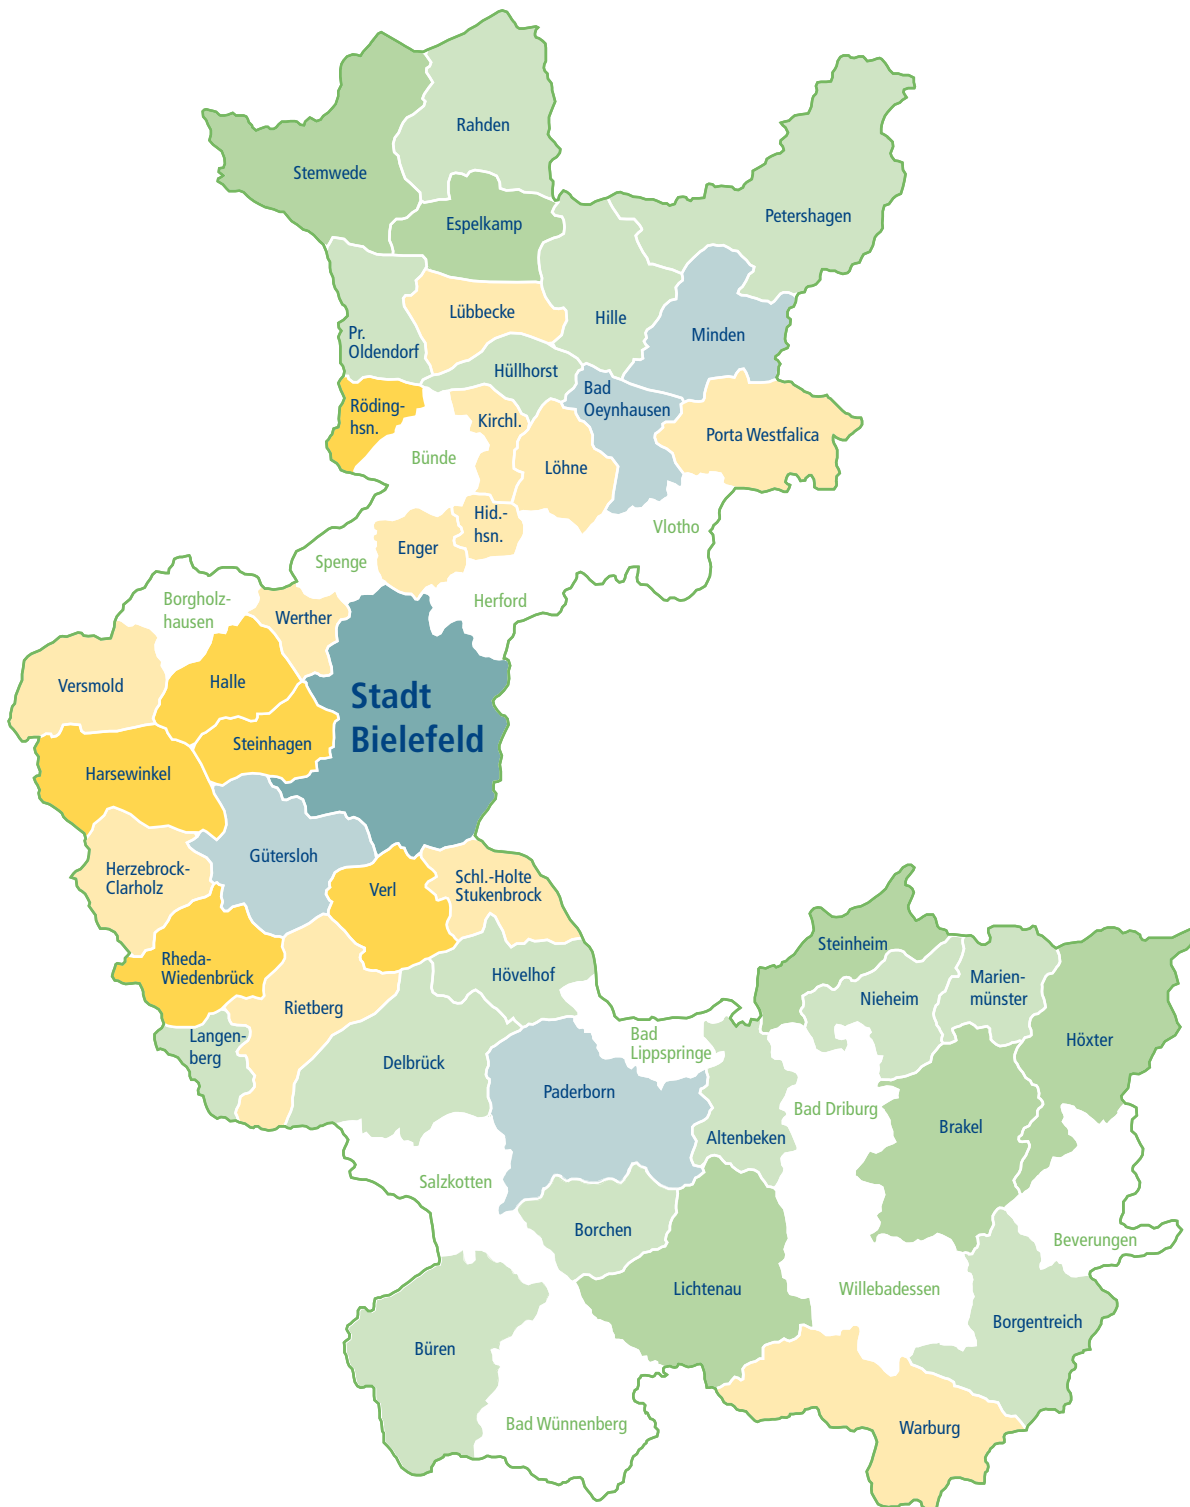 Rahden
Stemwede
Petershagen
Espelkamp
Lübbecke
Hille
Minden
Pr.
Oldendorf
Hüllhorst
Bad
Oeynhausen
Röding-
hsn.
Kirchl.
Porta Westfalica
Bünde
Löhne
Hid.-
hsn.
Vlotho
Enger
Spenge
Herford
Borgholz-
hausen
Werther
Versmold
Halle
Stadt
Bielefeld
Steinhagen
Harsewinkel
Gütersloh
Herzebrock-
Clarholz
Verl
Schl.-Holte
Stukenbrock
Steinheim
Rheda-
Wiedenbrück
Hövelhof
Nieheim
Marien-
münster
Rietberg
Langen-
berg
Bad
Lippspringe
Höxter
Delbrück
Paderborn
Bad Driburg
Altenbeken
Brakel
Salzkotten
Borchen
Beverungen
Lichtenau
Willebadessen
Borgentreich
Büren
Bad Wünnenberg
Warburg